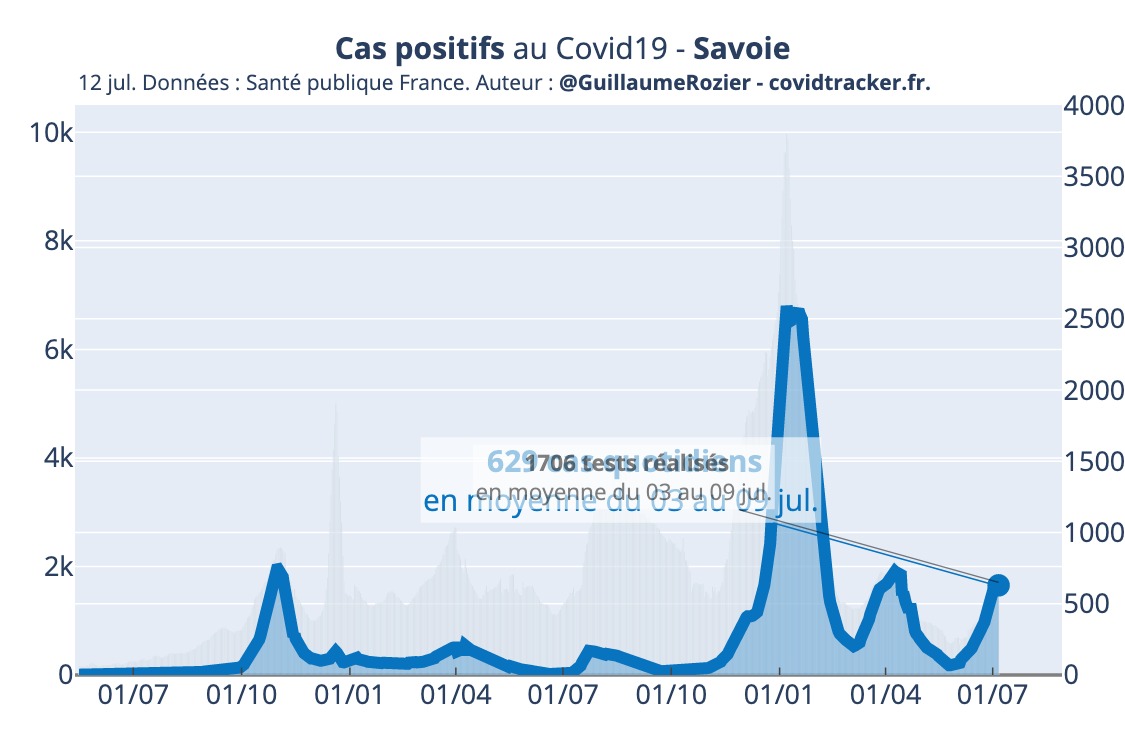 Cas positifs au Covid19 - Savoie
12 jul. Données : Santé publique France. Auteur : @GuillaumeRozier - covidtracker.fr.
4000
10k
3500
8k
3000
2500
6k
2000
4k
1500
629 cas quotidiens
1706 tests réalisés
en moyenne du 03 au 09 jul.
en moyenne du 03 au 09 jul.
1000
2k
500
0
0
01/07 01/10 01/01 01/04 01/07 01/10 01/01 01/04 01/07